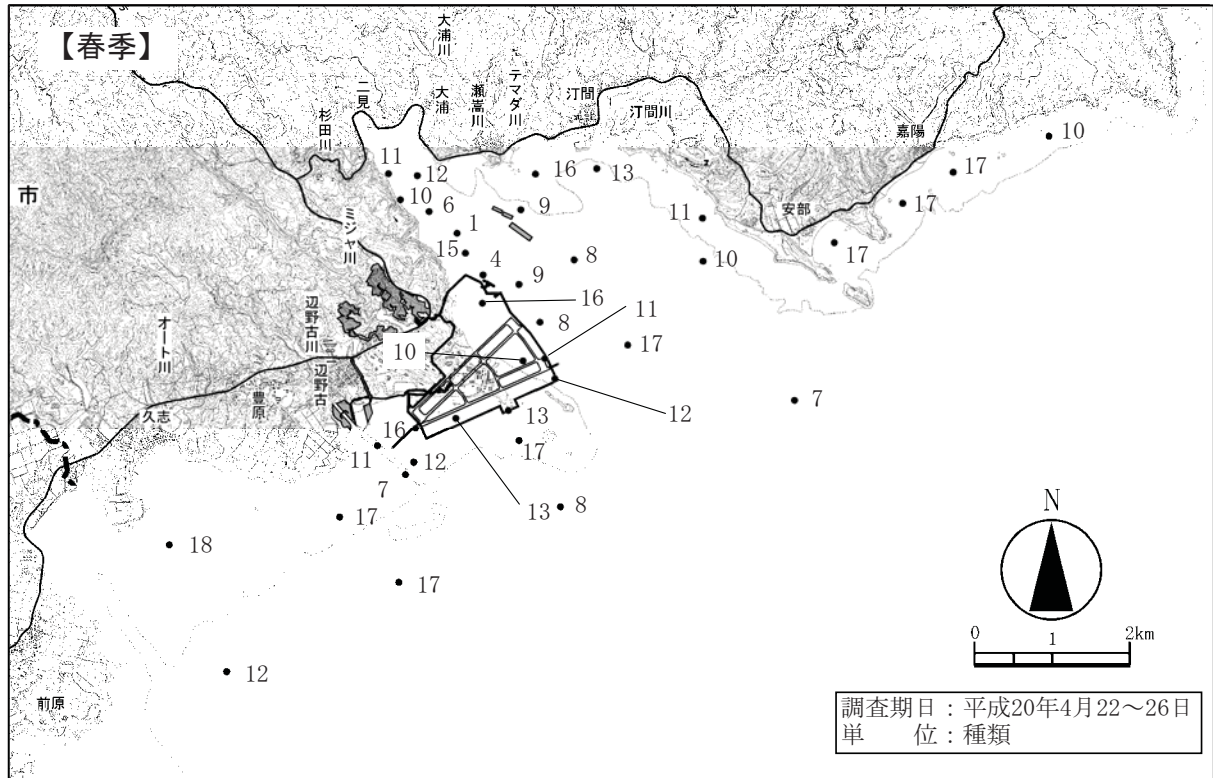 【春季】
大浦川
二見
大浦
瀬嵩川
テマダ川
汀間
汀間川
杉田川
嘉陽
安部
市
ミジャ川
辺野古川
辺野古
オート川
豊原
久志
前原
10
11
12
16
13
17
10
6
9
17
11
1
17
15
8
10
4
9
16
11
8
17
10
7
12
13
16
17
11
12
7
13
8
17
18
17
12
N
0 1 2km
調査期日：平成20年4月22～26日
単　　位：種類